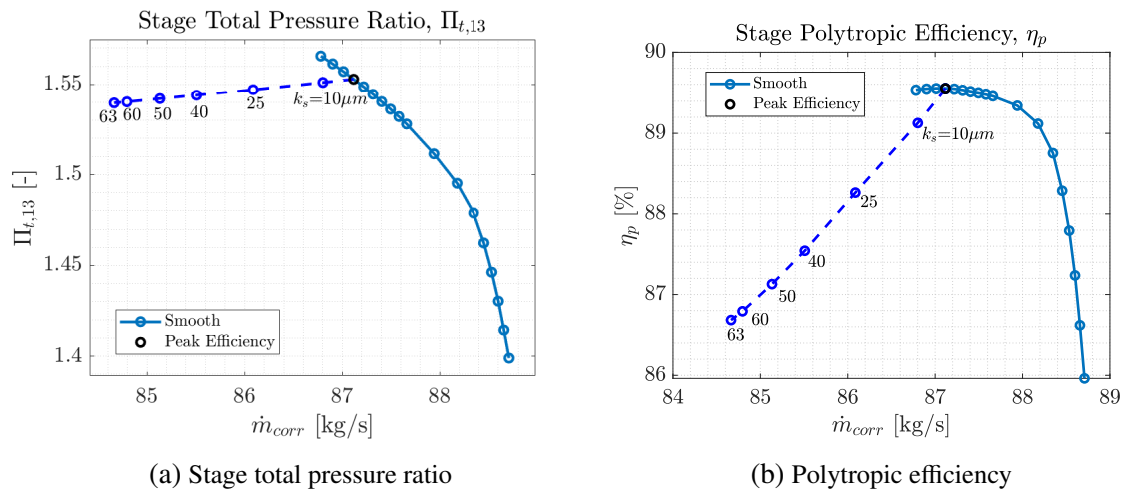 Stage Total Pressure Ratio, Π_{t,13}
Π_{t,13} [-]
1.55
1.5
1.45
1.4
63 60 50 40 25 k_s=10μm
Smooth
Peak Efficiency
85 86 87 88
ṁ_{corr} [kg/s]
(a) Stage total pressure ratio
Stage Polytropic Efficiency, η_p
η_p [%]
90
89
88
87
86
Smooth
Peak Efficiency
k_s=10μm
25
40
50
60
63
84 85 86 87 88 89
ṁ_{corr} [kg/s]
(b) Polytropic efficiency